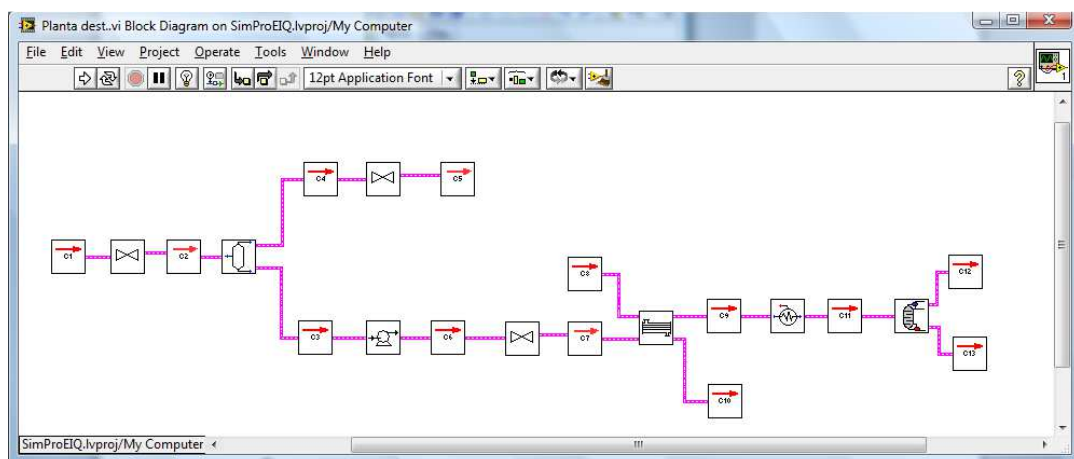 Planta dest..vi Block Diagram on SimProEIQ.lvproj/My Computer
File Edit View Project Operate Tools Window Help
12pt Application Font
1
C4
C5
C1
C2
C8
C12
C9
C11
C3
C6
C7
C13
C10
SimProEIQ.lvproj/My Computer